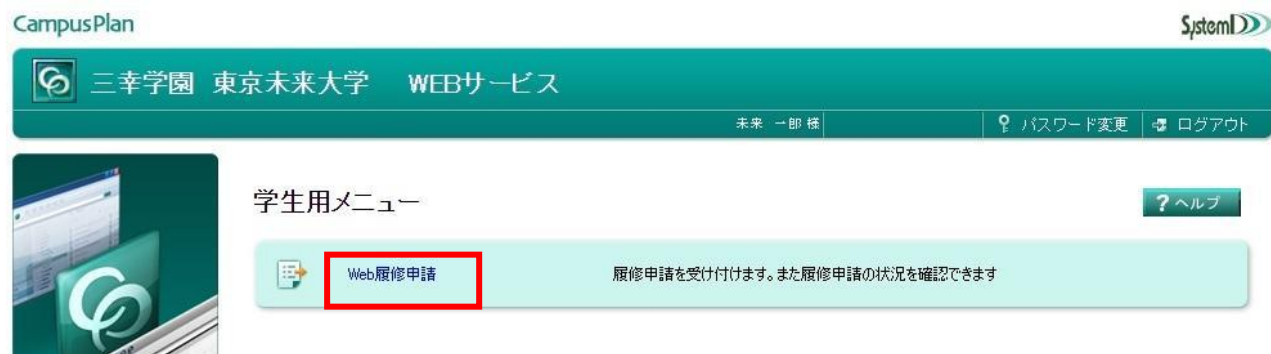 CampusPlan
SystemD
三幸学園 東京未来大学 WEBサービス
未来 一郎 様
パスワード変更
ログアウト
学生用メニュー
?ヘルプ
Web履修申請
履修申請を受け付けます。また履修申請の状況を確認できます